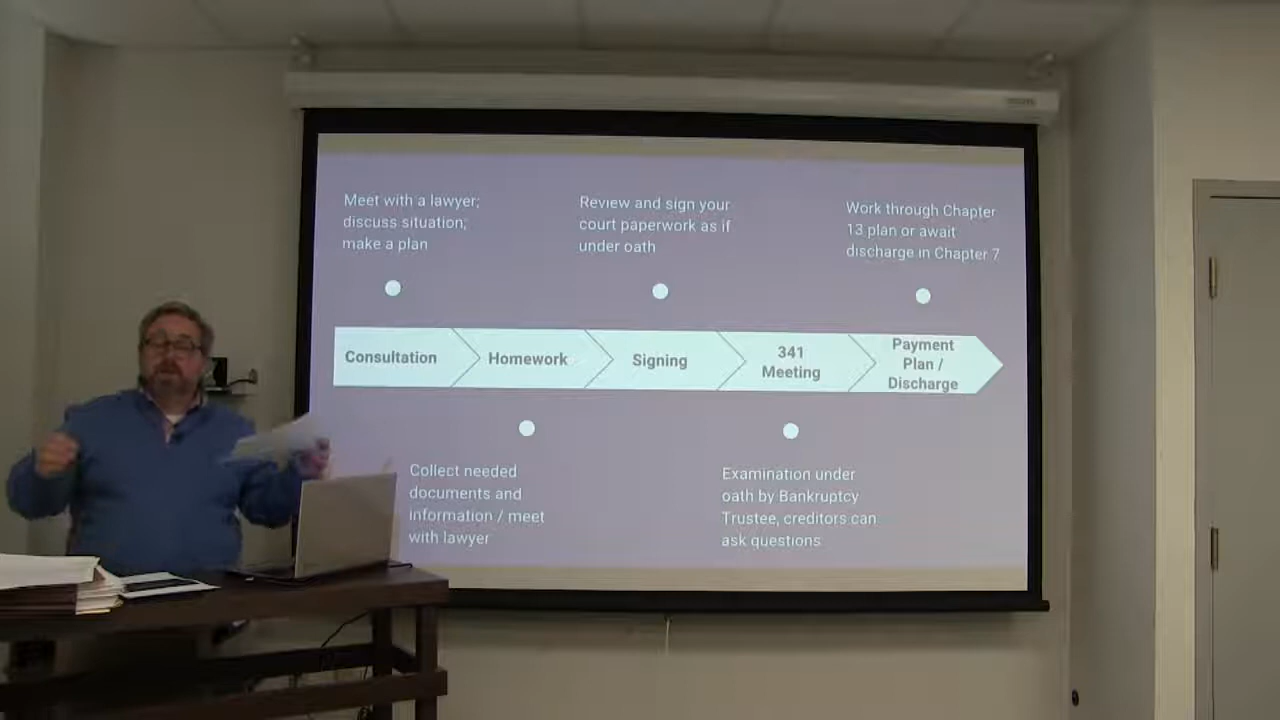 Meet with a lawyer;
discuss situation;
make a plan
Review and sign your
court paperwork as if
under oath
Work through Chapter
13 plan or await
discharge in Chapter 7
Consultation
Homework
Signing
341
Meeting
Payment
Plan /
Discharge
Collect needed
documents and
information / meet
with lawyer
Examination under
oath by Bankruptcy
Trustee, creditors can
ask questions